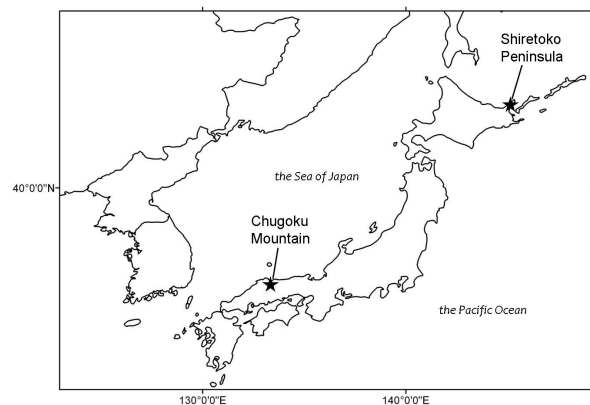 Shiretoko
Peninsula
the Sea of Japan
40°0'0"N
Chugoku
Mountain
the Pacific Ocean
130°0'0"E
140°0'0"E